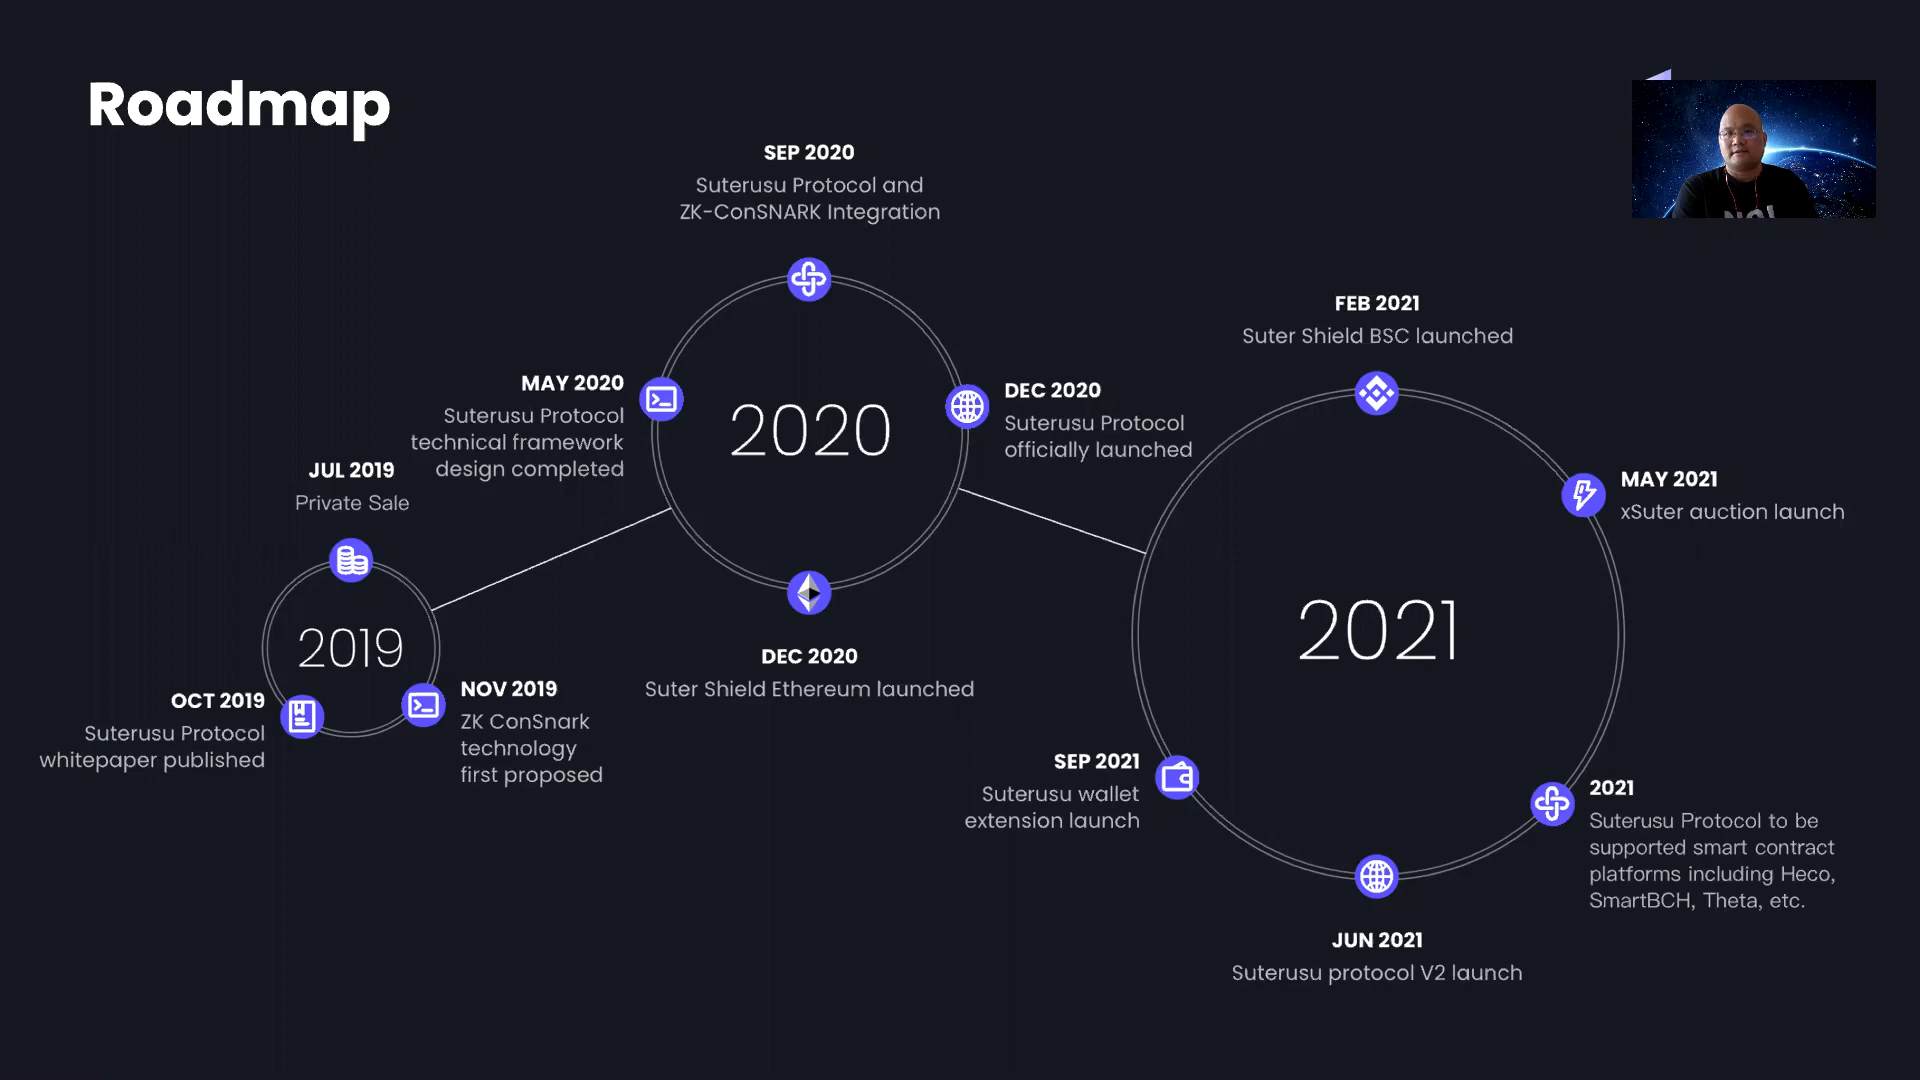 Roadmap
SEP 2020
Suterusu Protocol and
ZK-ConSNARK Integration
MAY 2020
Suterusu Protocol
technical framework
design completed
2020
DEC 2020
Suterusu Protocol
officially launched
DEC 2020
Suter Shield Ethereum launched
JUL 2019
Private Sale
2019
OCT 2019
Suterusu Protocol
whitepaper published
NOV 2019
ZK ConSnark
technology
first proposed
FEB 2021
Suter Shield BSC launched
MAY 2021
xSuter auction launch
2021
SEP 2021
Suterusu wallet
extension launch
2021
Suterusu Protocol to be
supported smart contract
platforms including Heco,
SmartBCH, Theta, etc.
JUN 2021
Suterusu protocol V2 launch